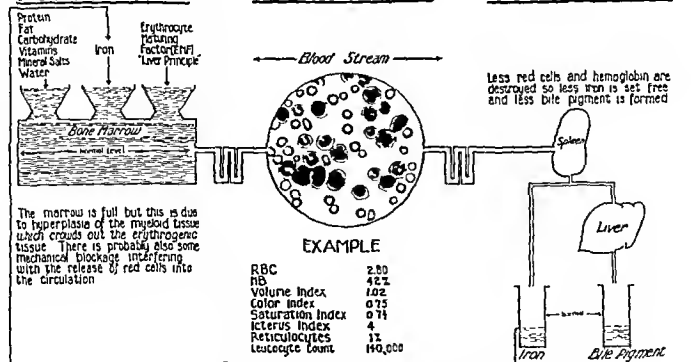 Protein
Fat
Carbohydrate
Vitamins
Mineral Salts
Water
Iron
Erythrocyte
Maturing
Factor(EMF)
"Liver Principle"
Bone Marrow
Normal Level
The marrow is full but this is due
to hyperplasia of the myeloid tissue
which crowds out the erythrogenic
tissue There is probably also some
mechanical blockage interfering
with the release of red cells into
the circulation
Blood Stream
EXAMPLE
RBC 2.80
HB 42%
Volume Index 1.02
Color Index 0.75
Saturation Index 0.74
Icterus Index 4
Reticulocytes 1%
Leucocyte Count 140,000
Less red cells and hemoglobin are
destroyed so less iron is set free
and less bile pigment is formed
Spleen
Liver
Normal
Iron
Bile Pigment